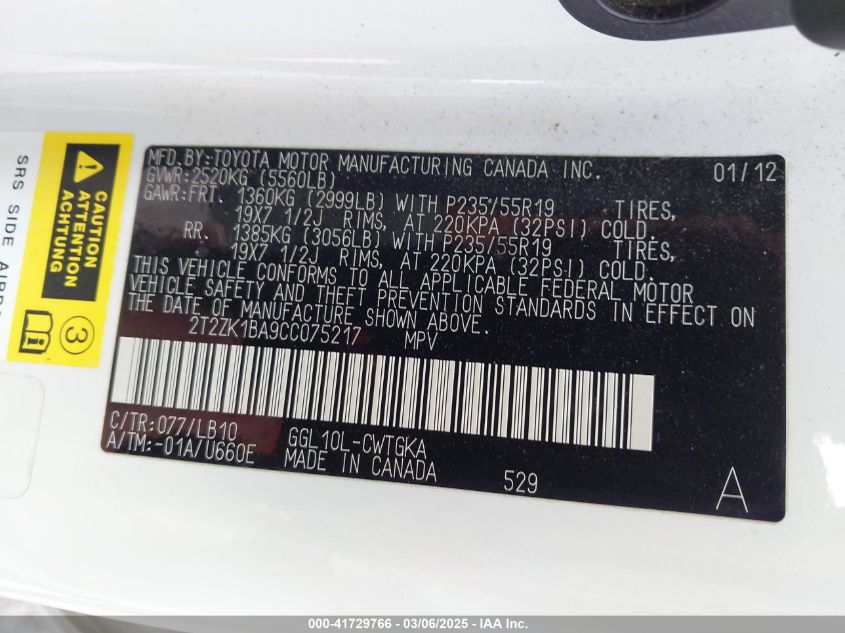 MFD.BY:TOYOTA MOTOR MANUFACTURING CANADA INC. 01/12
GVWR:2520KG (5560LB)
GAWR:FRT. 1360KG (2999LB) WITH P235/55R19 TIRES,
19X7 1/2J RIMS, AT 220KPA (32PSI) COLD.
RR. 1385KG (3056LB) WITH P235/55R19 TIRES,
19X7 1/2J RIMS, AT 220KPA (32PSI) COLD.
THIS VEHICLE CONFORMS TO ALL APPLICABLE FEDERAL MOTOR
VEHICLE SAFETY AND THEFT PREVENTION STANDARDS IN EFFECT ON
THE DATE OF MANUFACTURE SHOWN ABOVE.
2T2ZK1BA9CC075217 MPV
C/TR:077/LB10 GGL10L-CWTGKA
A/TM:-01A/U660E MADE IN CANADA
529
A
CAUTION
ACHTUNG
3
SRS SIDE
000-41729766 - 03/06/2025 - IAA Inc.